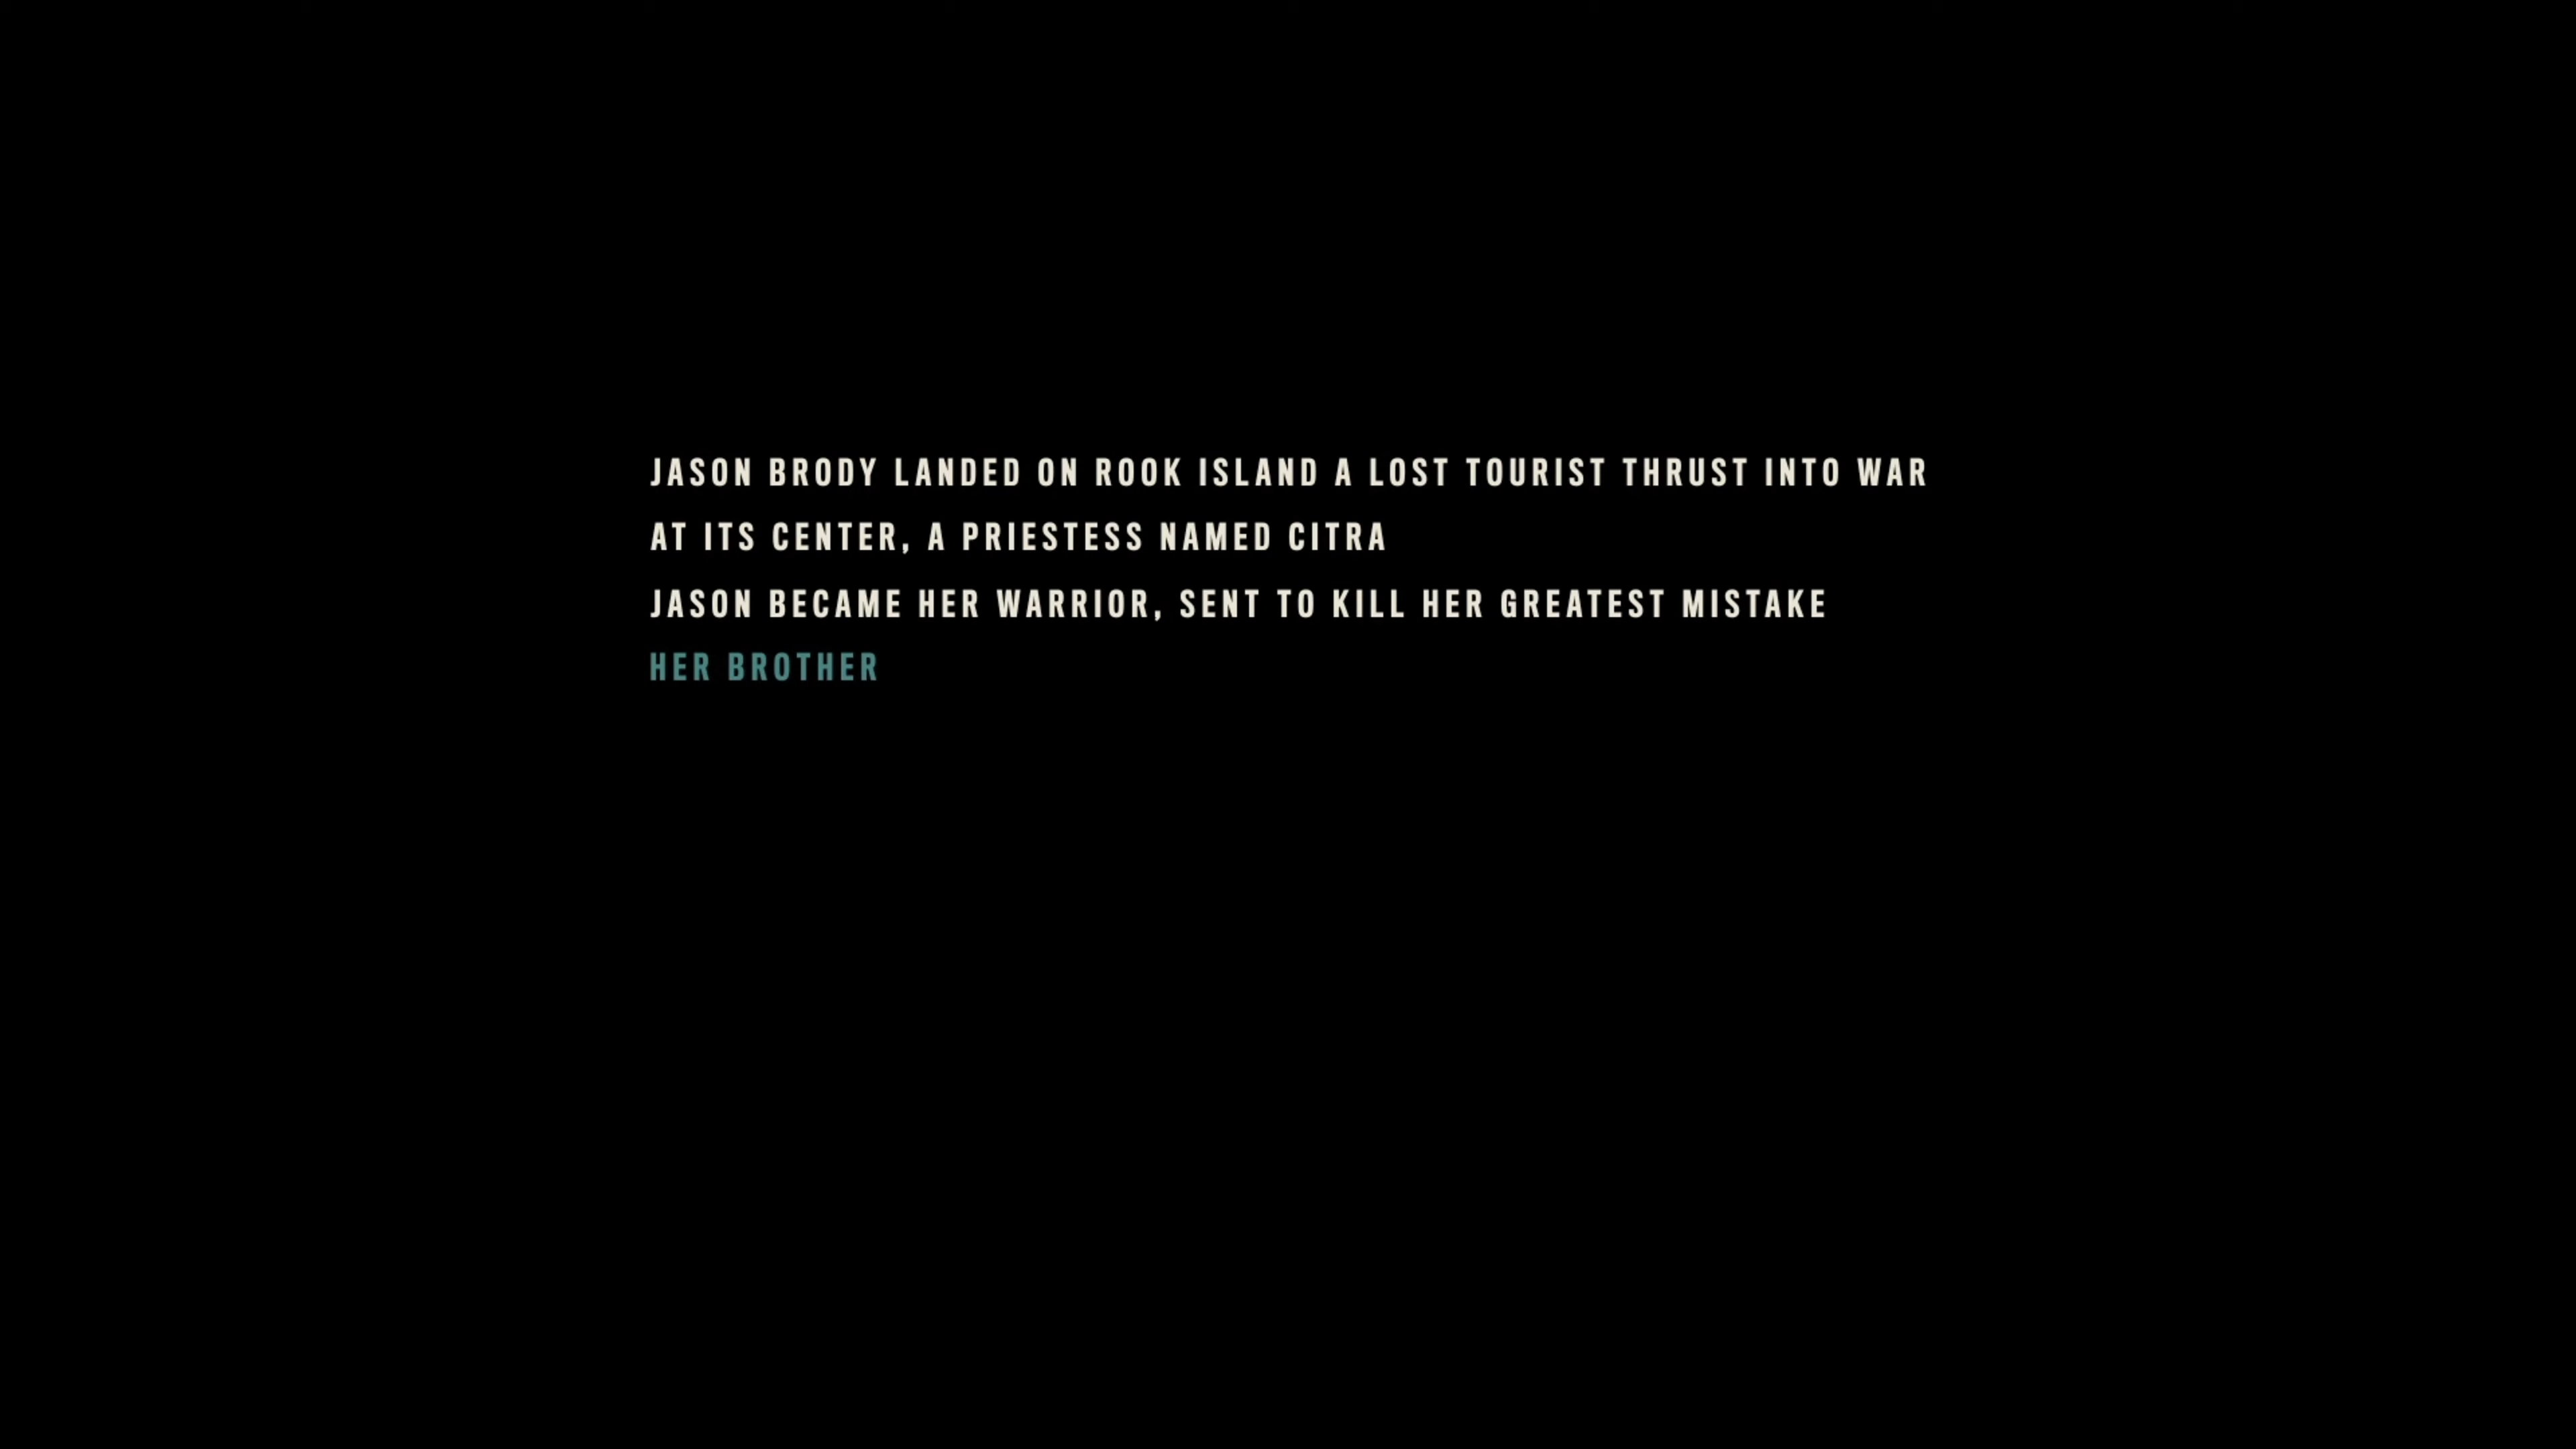 JASON BRODY LANDED ON ROOK ISLAND A LOST TOURIST THRUST INTO WAR
AT ITS CENTER, A PRIESTESS NAMED CITRA
JASON BECAME HER WARRIOR, SENT TO KILL HER GREATEST MISTAKE
HER BROTHER